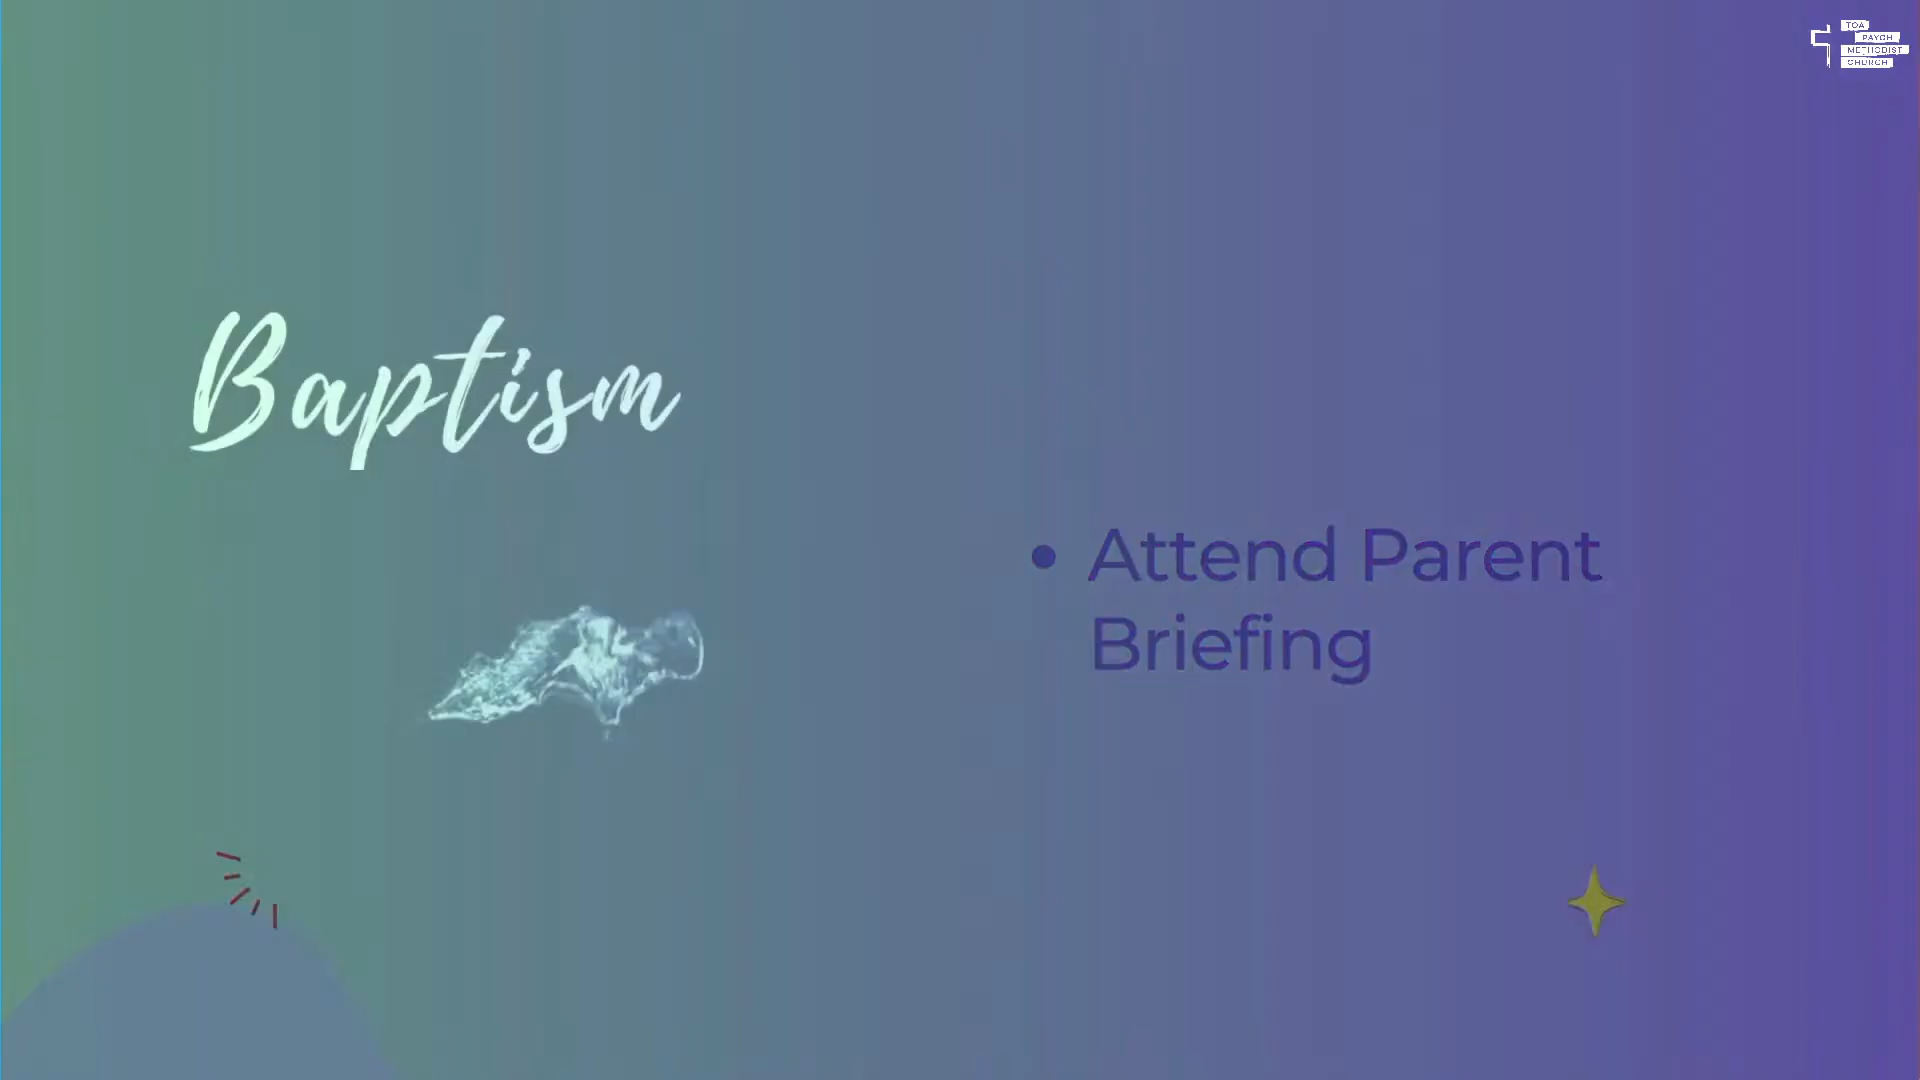 TOA
PAYOH
METHODIST
CHURCH
Baptism
• Attend Parent
Briefing